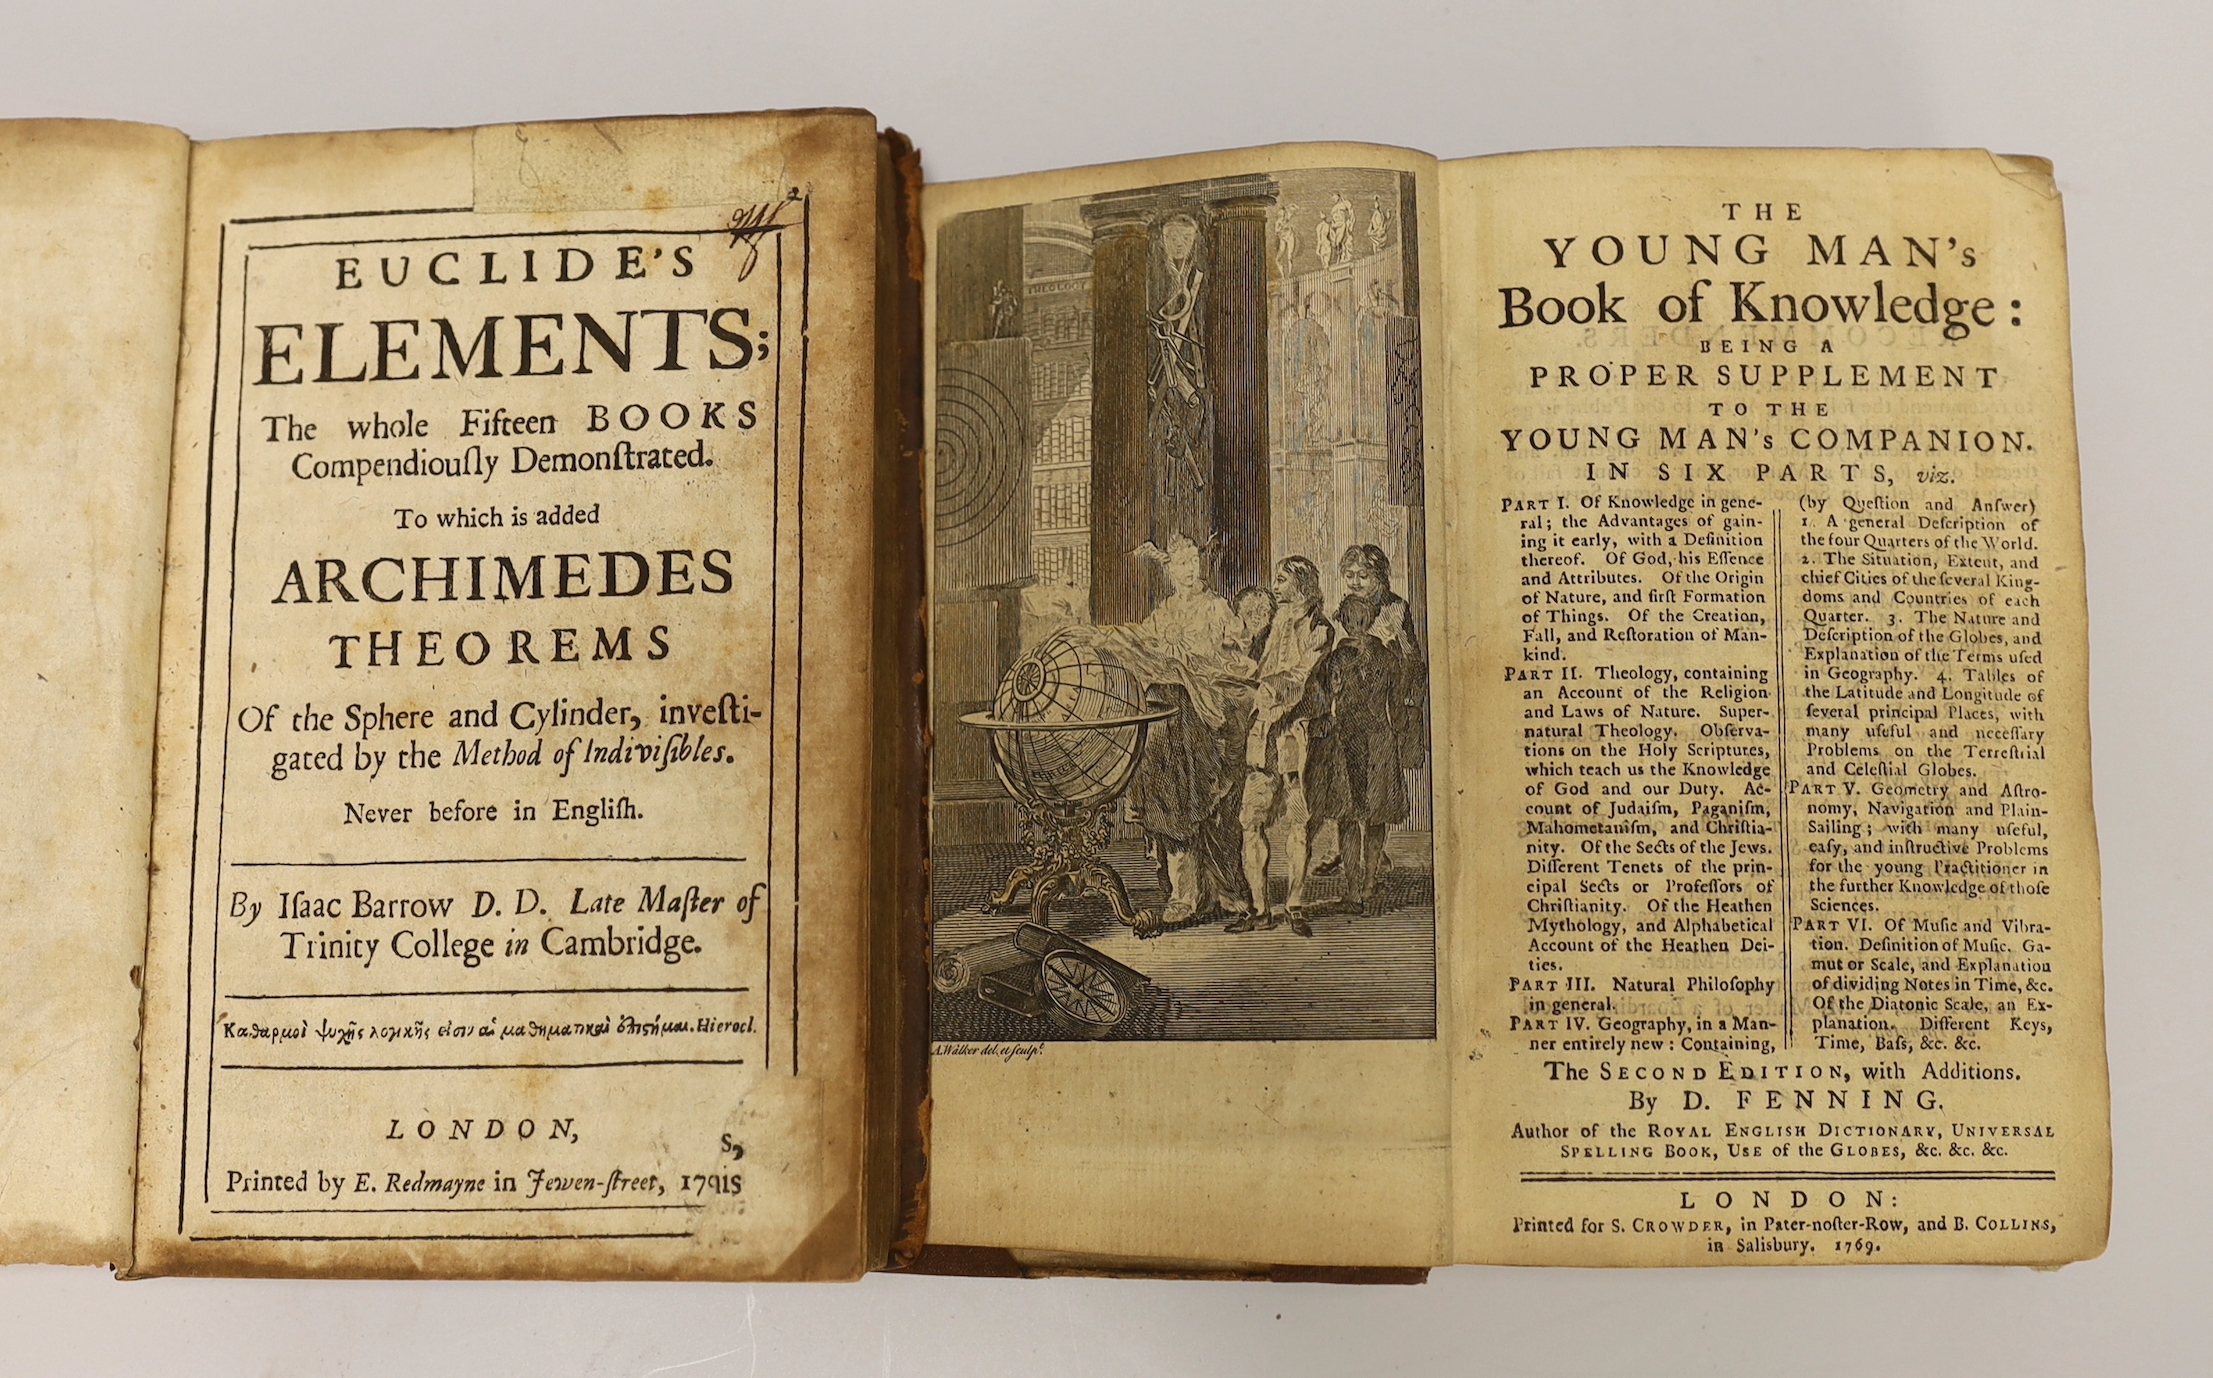 EUCLIDE'S
ELEMENTS;
The whole Fifteen BOOKS
Compendiouſly Demonſtrated.
To which is added
ARCHIMEDES
THEOREMS
Of the Sphere and Cylinder, inveſti-
gated by the Method of Indiviſibles.
Never before in Engliſh.
By Iſaac Barrow D. D. Late Maſter of
Trinity College in Cambridge.
Καθαρμοὶ ψυχῆς λογικῆς εἰσιν αἱ μαθηματικαὶ ἐπιστήμαι. Hierocl.
LONDON,
s,
Printed by E. Redmayne in Jewen-ſtreet,
THEOLOGY
A. Walker del. et ſculpt.
THE
YOUNG MAN's
Book of Knowledge:
BEING A
PROPER SUPPLEMENT
TO THE
YOUNG MAN's COMPANION.
IN SIX PARTS, viz.
PART I. Of Knowledge in gene-
ral; the Advantages of gain-
ing it early, with a Definition
thereof. Of God, his Eſſence
and Attributes. Of the Origin
of Nature, and firſt Formation
of Things. Of the Creation,
Fall, and Reſtoration of Man-
kind.
PART II. Theology, containing
an Account of the Religion
and Laws of Nature. Super-
natural Theology. Obſerva-
tions on the Holy Scriptures,
which teach us the Knowledge
of God and our Duty. Ac-
count of Judaiſm, Paganiſm,
Mahometaniſm, and Chriſtia-
nity. Of the Sects of the Jews.
Different Tenets of the prin-
cipal Sects or Profeſſors of
Chriſtianity. Of the Heathen
Mythology, and Alphabetical
Account of the Heathen Dei-
ties.
PART III. Natural Philoſophy
in general.
PART IV. Geography, in a Man-
ner entirely new: Containing,
(by Queſtion and Anſwer)
1. A general Deſcription of
the four Quarters of the World.
2. The Situation, Extent, and
chief Cities of the ſeveral King-
doms and Countries of each
Quarter. 3. The Nature and
Deſcription of the Globes, and
Explanation of the Terms uſed
in Geography. 4. Tables of
the Latitude and Longitude of
ſeveral principal Places, with
many uſeful and neceſſary
Problems on the Terreſtrial
and Celeſtial Globes.
PART V. Geometry and Aſtro-
nomy, Navigation and Plain-
Sailing; with many uſeful,
eaſy, and inſtructive Problems
for the young Practitioner in
the further Knowledge of thoſe
Sciences.
PART VI. Of Muſic and Vibra-
tion. Definition of Muſic. Ga-
mut or Scale, and Explanation
of dividing Notes in Time, &c.
Of the Diatonic Scale, an Ex-
planation. Different Keys,
Time, Baſs, &c. &c.
The SECOND EDITION, with Additions.
By D. FENNING.
Author of the ROYAL ENGLISH DICTIONARY, UNIVERSAL
SPELLING BOOK, USE of the GLOBES, &c. &c. &c.
LONDON:
Printed for S. CROWDER, in Pater-noſter-Row, and B. COLLINS,
in Salisbury. 1769.